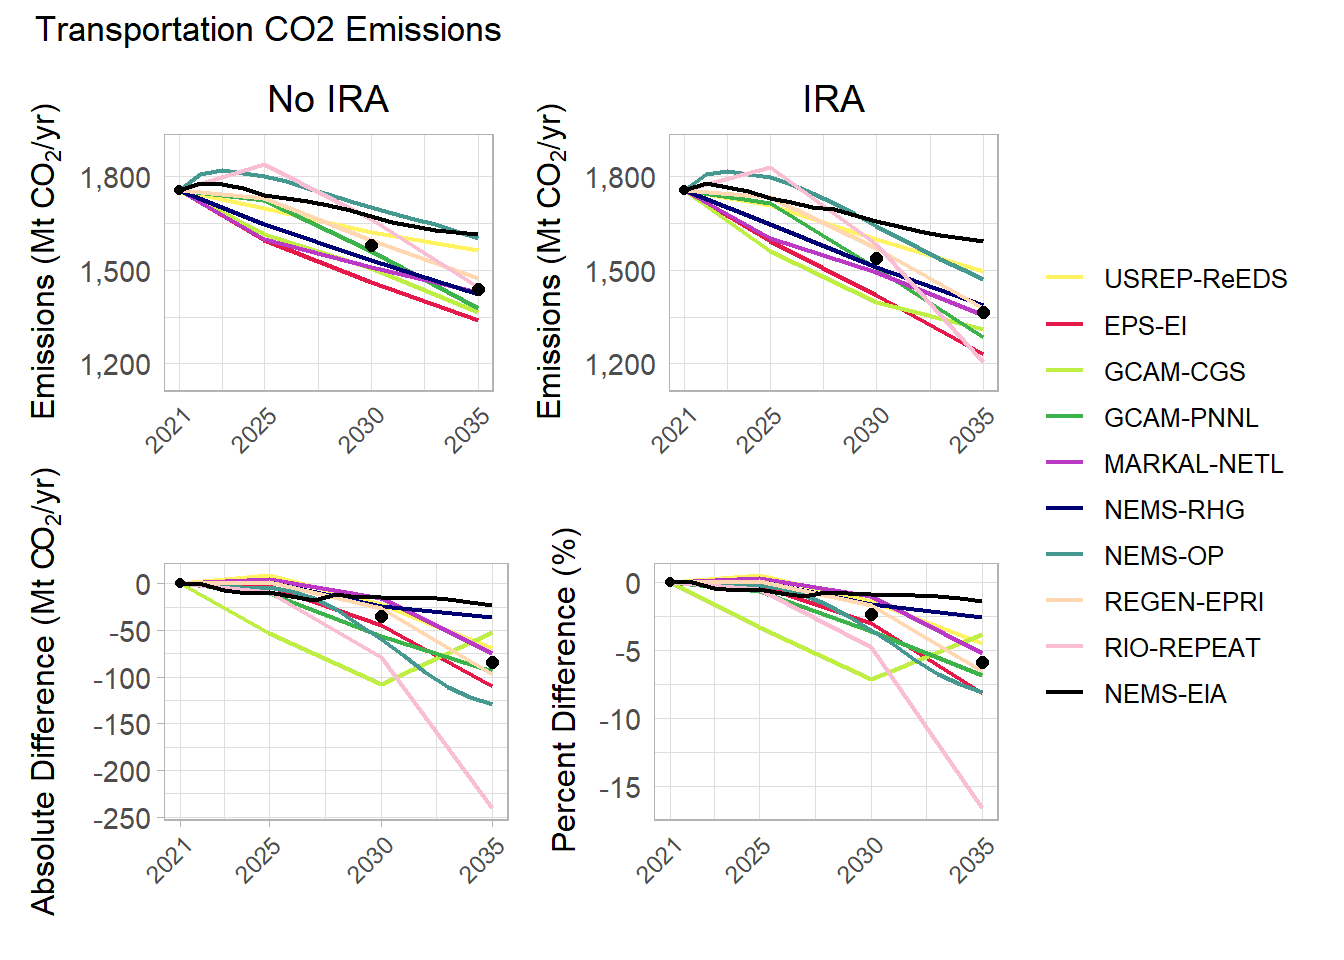 Transportation CO2 Emissions
No IRA
IRA
Emissions (Mt CO₂/yr)
1,800
1,500
1,200
2021
2025
2030
2035
Emissions (Mt CO₂/yr)
1,800
1,500
1,200
2021
2025
2030
2035
Absolute Difference (Mt CO₂/yr)
0
-50
-100
-150
-200
-250
2021
2025
2030
2035
Percent Difference (%)
0
-5
-10
-15
2021
2025
2030
2035
USREP-ReEDS
EPS-EI
GCAM-CGS
GCAM-PNNL
MARKAL-NETL
NEMS-RHG
NEMS-OP
REGEN-EPRI
RIO-REPEAT
NEMS-EIA